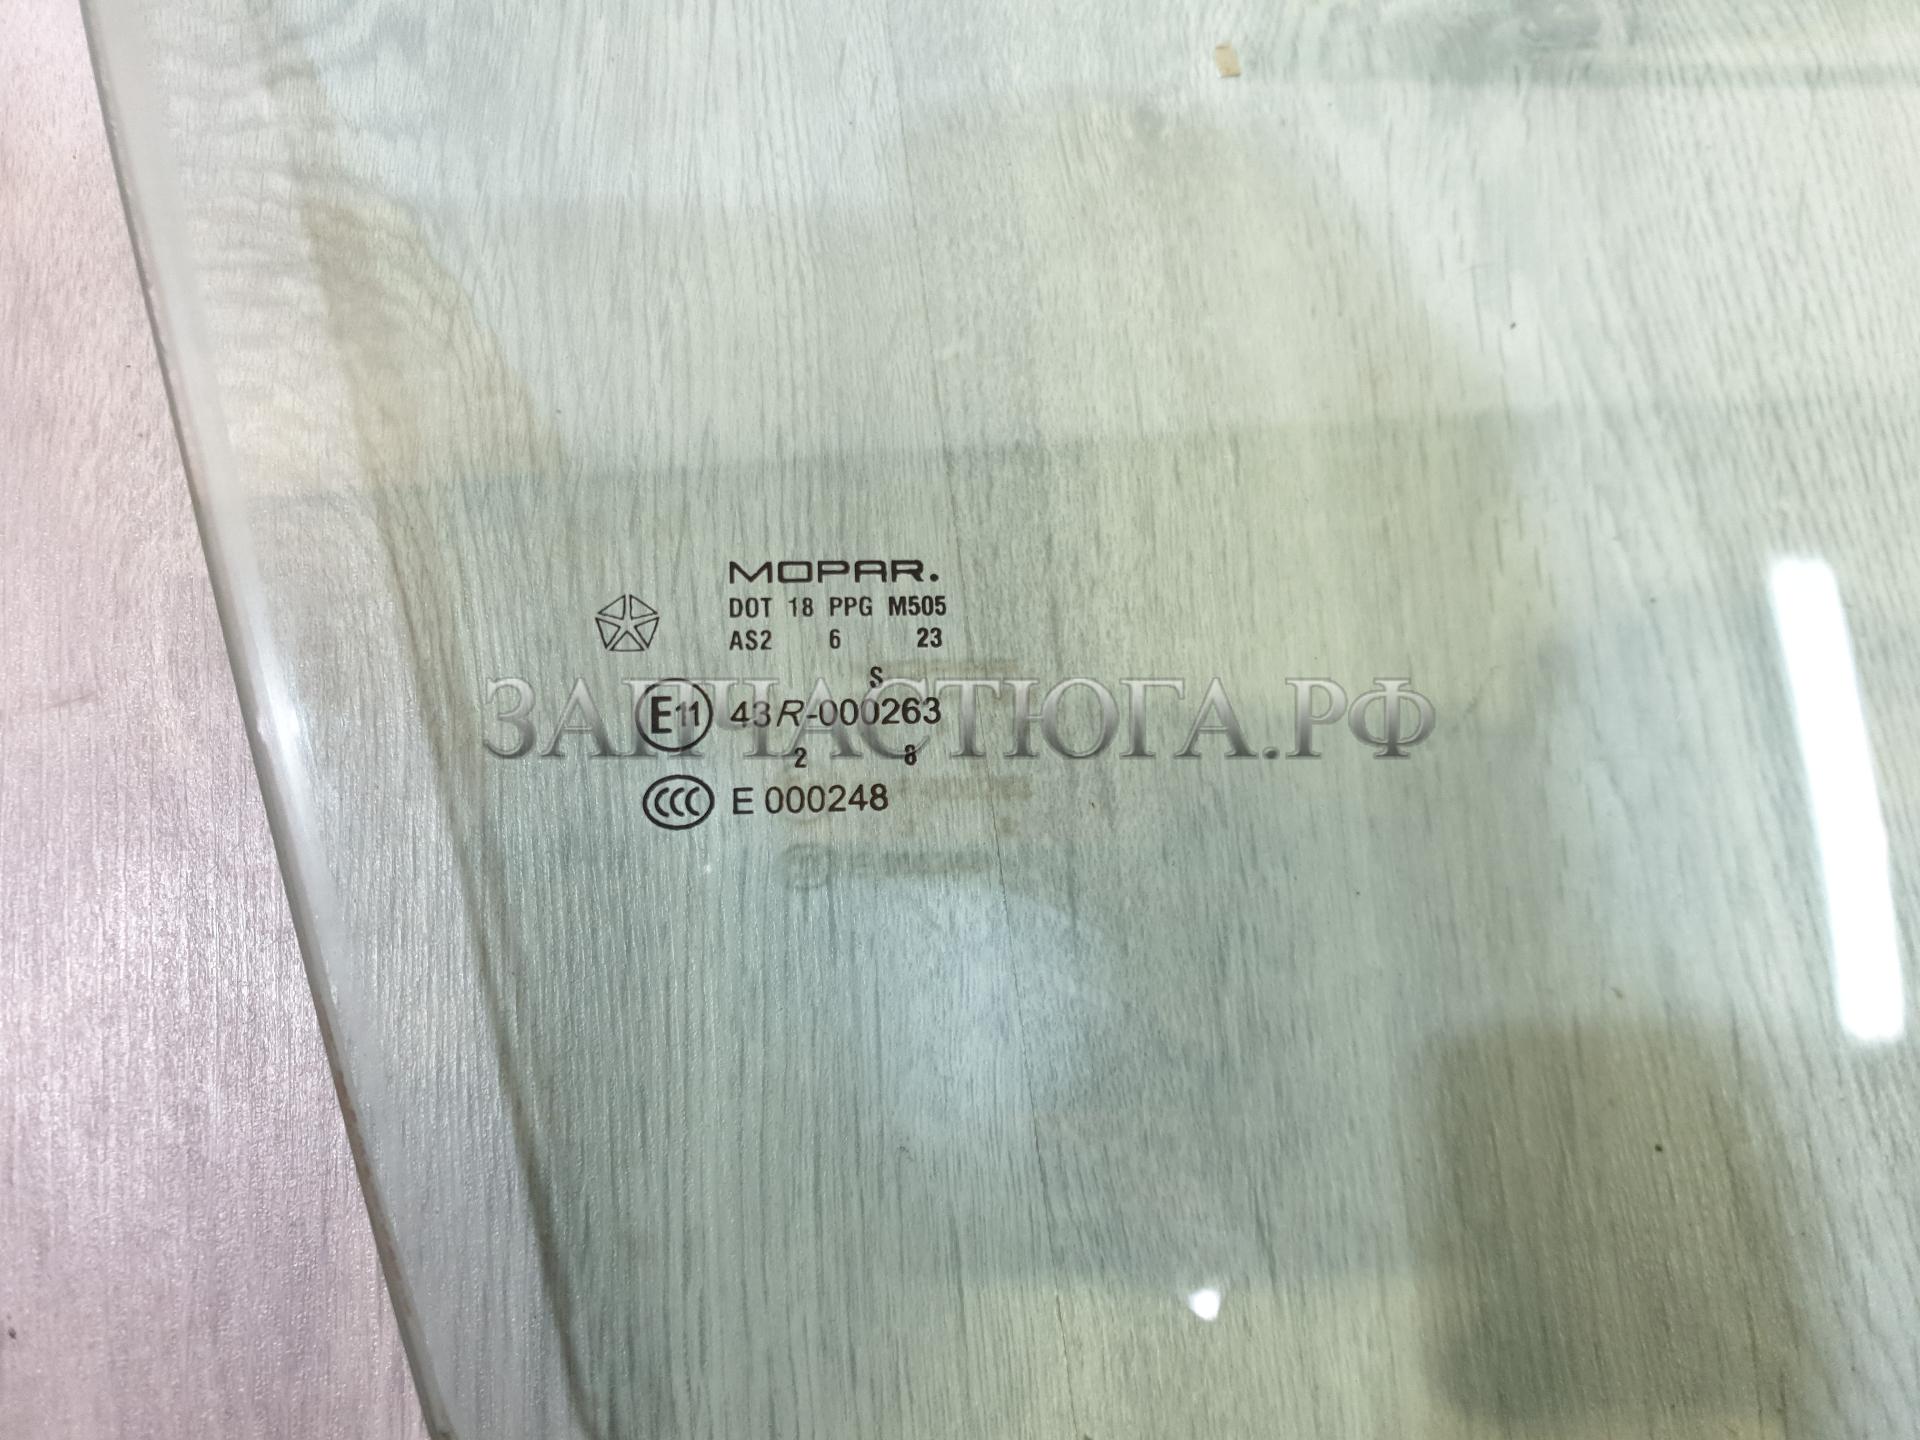 MOPAR.
DOT 18 PPG M505
AS2 6 23
S
E11 43R-000263
2 8
CCC E 000248
ЗАПЧАСТЮГА.РФ